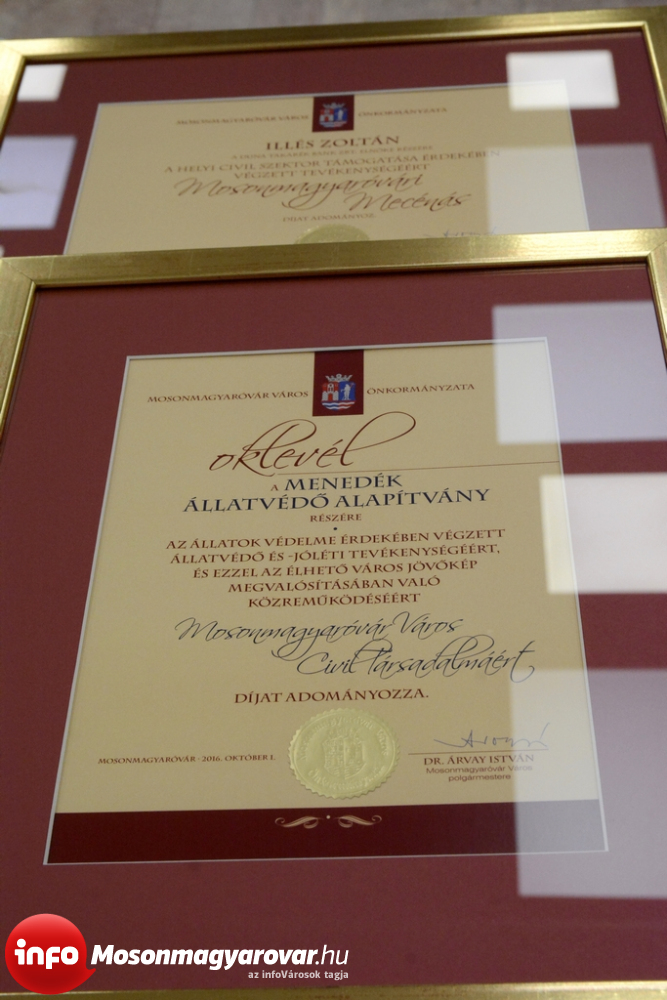 MOSONMAGYARÓVÁR VÁROS ÖNKORMÁNYZATA
ILLÉS ZOLTÁN
A HELYI CIVIL SZEKTOR TÁMOGATÁSA ÉRDEKÉBEN
VÉGZETT TEVÉKENYSÉGÉÉRT
Mosonmagyaróvári
Mecénás
DÍJAT ADOMÁNYOZ
MOSONMAGYARÓVÁR VÁROS ÖNKORMÁNYZATA
oklevél
A MENEDÉK
ÁLLATVÉDŐ ALAPÍTVÁNY
RÉSZÉRE
AZ ÁLLATOK VÉDELME ÉRDEKÉBEN VÉGZETT
ÁLLATVÉDŐ ÉS -JÓLÉTI TEVÉKENYSÉGÉÉRT,
ÉS EZZEL AZ ÉLHETŐ VÁROS JÖVŐKÉP
MEGVALÓSÍTÁSÁBAN VALÓ
KÖZREMŰKÖDÉSÉÉRT
Mosonmagyaróvár Város
Civil Társadalmáért
DÍJAT ADOMÁNYOZZA.
MOSONMAGYARÓVÁR - 2016. OKTÓBER 1.
DR. ÁRVAY ISTVÁN
Mosonmagyaróvár Város
polgármestere
info Mosonmagyarovar.hu
az infoVárosok tagja